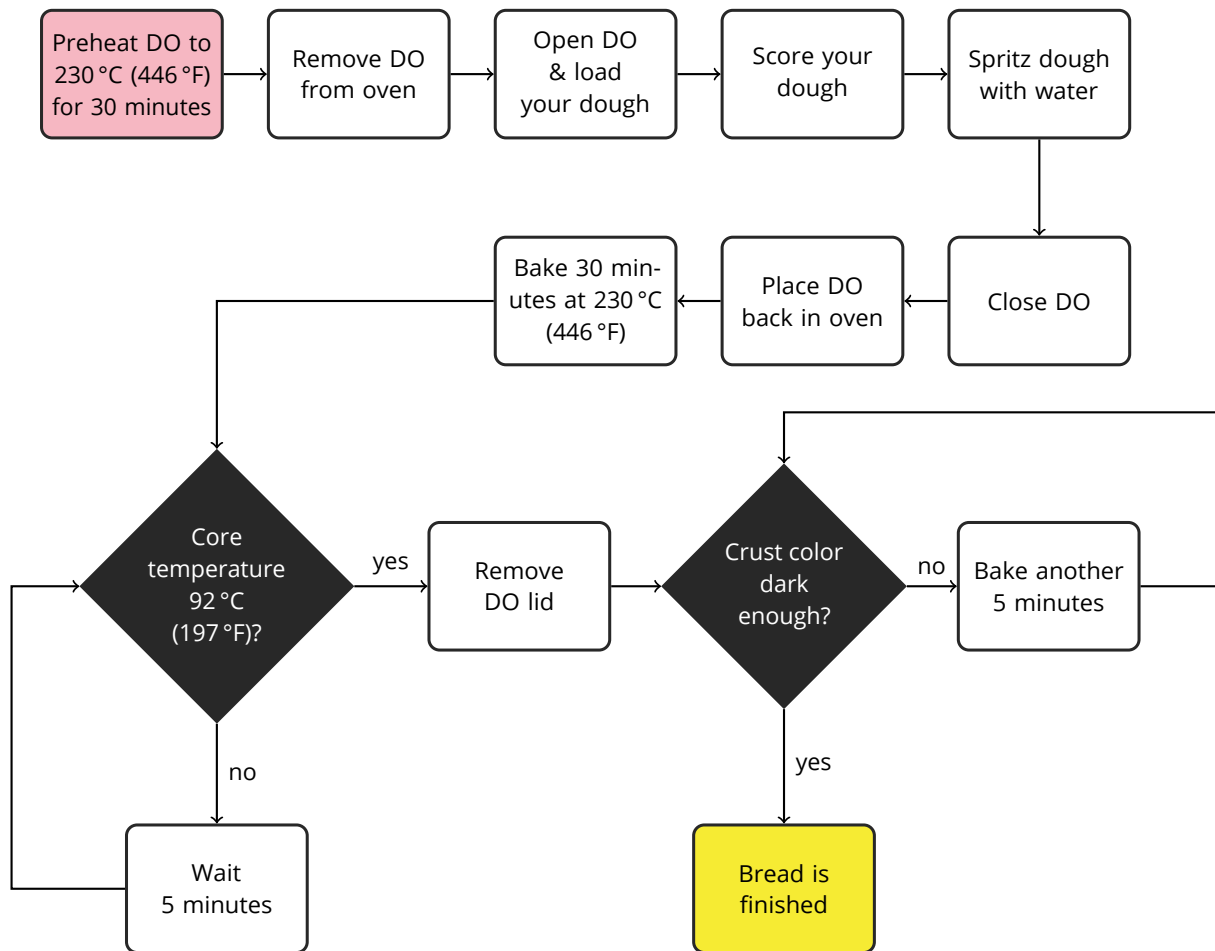 Preheat DO to
230 °C (446 °F)
for 30 minutes
Remove DO
from oven
Open DO
& load
your dough
Score your
dough
Spritz dough
with water
Close DO
Place DO
back in oven
Bake 30 min-
utes at 230 °C
(446 °F)
Core
temperature
92 °C
(197 °F)?
yes
Remove
DO lid
Crust color
dark
enough?
no
Bake another
5 minutes
no
yes
Wait
5 minutes
Bread is
finished